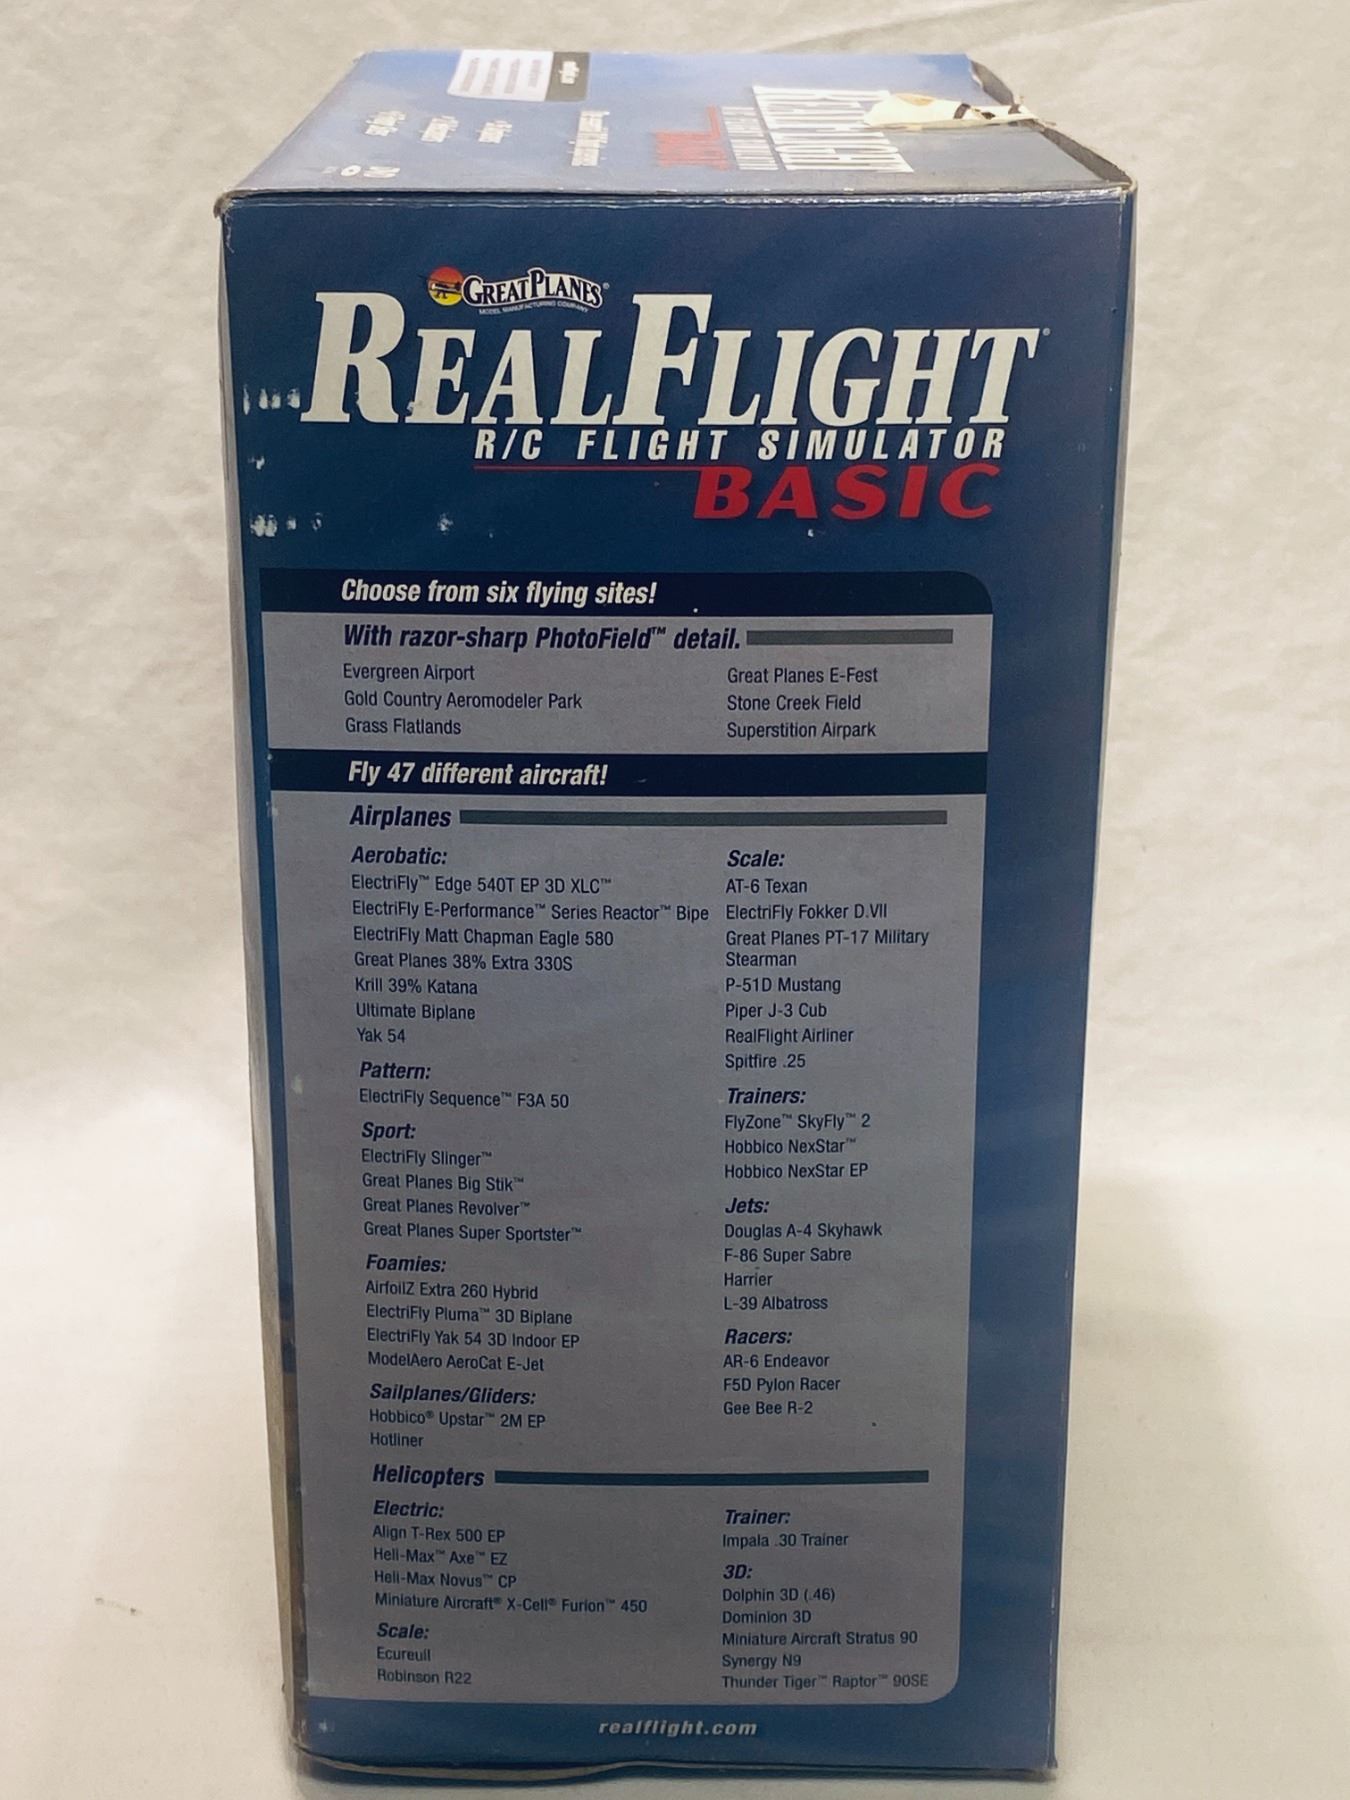 GREAT PLANES®
MODEL MANUFACTURING COMPANY
REALFLIGHT®
R/C FLIGHT SIMULATOR
BASIC
Choose from six flying sites!
With razor-sharp PhotoField™ detail.
Evergreen Airport
Gold Country Aeromodeler Park
Grass Flatlands
Great Planes E-Fest
Stone Creek Field
Superstition Airpark
Fly 47 different aircraft!
Airplanes
Aerobatic:
ElectriFly™ Edge 540T EP 3D XLC™
ElectriFly E-Performance™ Series Reactor™ Bipe
ElectriFly Matt Chapman Eagle 580
Great Planes 38% Extra 330S
Krill 39% Katana
Ultimate Biplane
Yak 54
Pattern:
ElectriFly Sequence™ F3A 50
Sport:
ElectriFly Slinger™
Great Planes Big Stik™
Great Planes Revolver™
Great Planes Super Sportster™
Foamies:
AirfoilZ Extra 260 Hybrid
ElectriFly Pluma™ 3D Biplane
ElectriFly Yak 54 3D Indoor EP
ModelAero AeroCat E-Jet
Sailplanes/Gliders:
Hobbico® Upstar™ 2M EP
Hotliner
Scale:
AT-6 Texan
ElectriFly Fokker D.VII
Great Planes PT-17 Military
Stearman
P-51D Mustang
Piper J-3 Cub
RealFlight Airliner
Spitfire .25
Trainers:
FlyZone™ SkyFly™ 2
Hobbico NexStar™
Hobbico NexStar EP
Jets:
Douglas A-4 Skyhawk
F-86 Super Sabre
Harrier
L-39 Albatross
Racers:
AR-6 Endeavor
F5D Pylon Racer
Gee Bee R-2
Helicopters
Electric:
Align T-Rex 500 EP
Heli-Max™ Axe™ EZ
Heli-Max Novus™ CP
Miniature Aircraft® X-Cell® Furion™ 450
Scale:
Ecureuil
Robinson R22
Trainer:
Impala .30 Trainer
3D:
Dolphin 3D (.46)
Dominion 3D
Miniature Aircraft Stratus 90
Synergy N9
Thunder Tiger™ Raptor™ 90SE
realflight.com